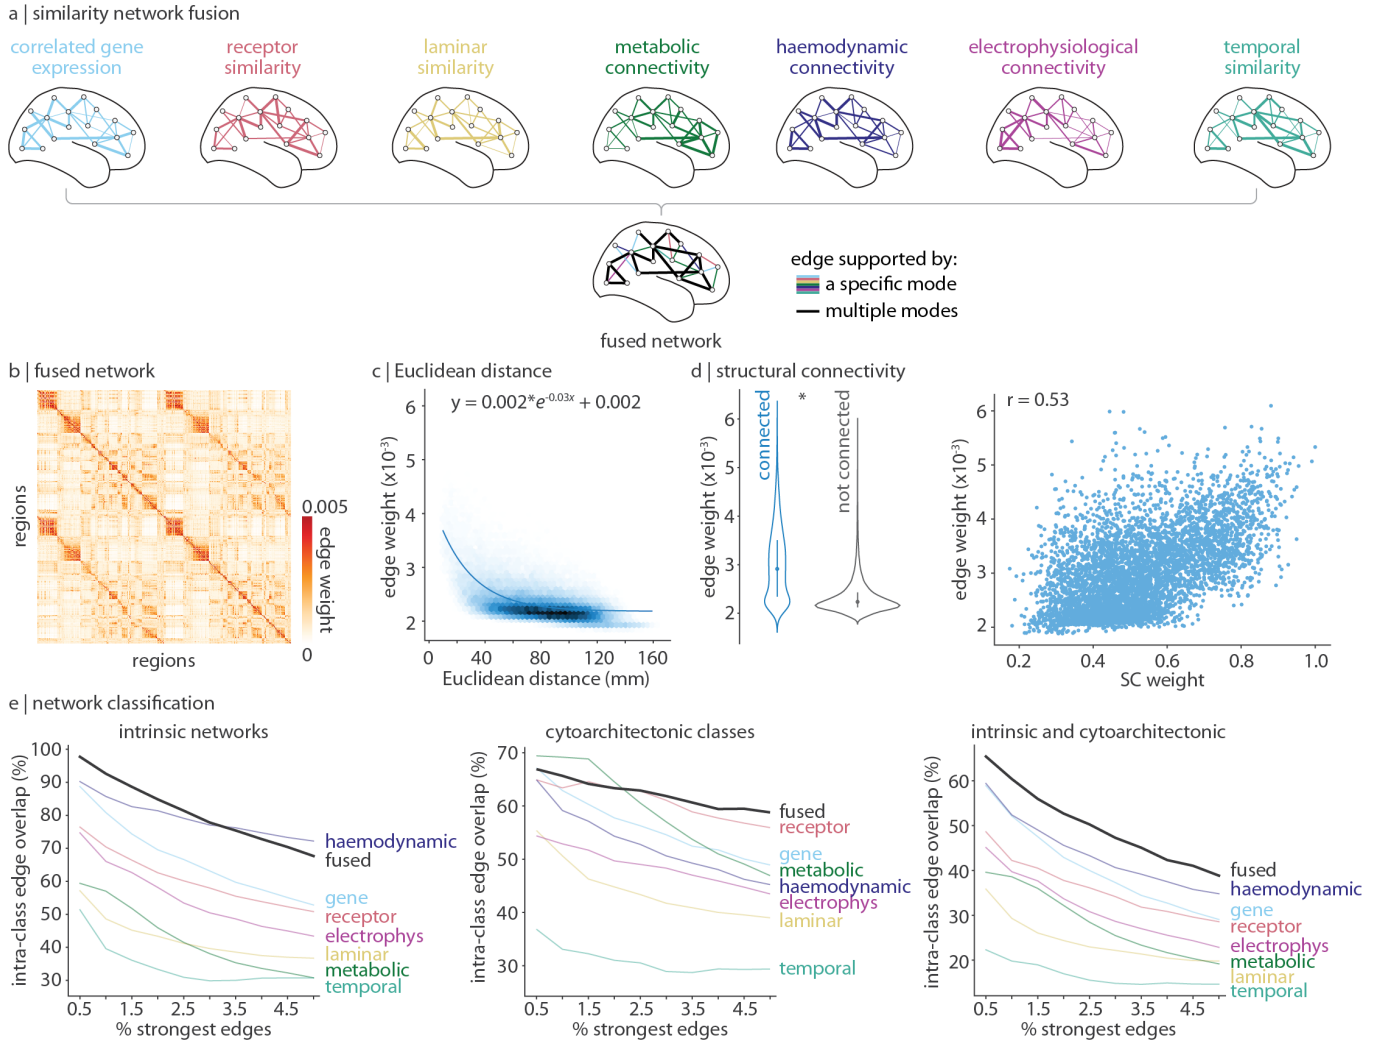 a | similarity network fusion
correlated gene
expression
receptor
similarity
laminar
similarity
metabolic
connectivity
haemodynamic
connectivity
electrophysiological
connectivity
temporal
similarity
edge supported by:
a specific mode
multiple modes
fused network
b | fused network
regions
regions
0.005
edge weight
0
c | Euclidean distance
y = 0.002*e^-0.03x + 0.002
edge weight (x10^-3)
6
5
4
3
2
0 40 80 120 160
Euclidean distance (mm)
d | structural connectivity
connected
*
not connected
edge weight (x10^-3)
6
5
4
3
2
r = 0.53
edge weight (x10^-3)
6
5
4
3
2
0.2 0.4 0.6 0.8 1.0
SC weight
e | network classification
intrinsic networks
intra-class edge overlap (%)
100
90
80
70
60
50
40
30
haemodynamic
fused
gene
receptor
electrophys
laminar
metabolic
temporal
0.5 1.5 2.5 3.5 4.5
% strongest edges
cytoarchitectonic classes
intra-class edge overlap (%)
70
60
50
40
30
fused
receptor
gene
metabolic
haemodynamic
electrophys
laminar
temporal
0.5 1.5 2.5 3.5 4.5
% strongest edges
intrinsic and cytoarchitectonic
intra-class edge overlap (%)
60
50
40
30
20
fused
haemodynamic
gene
receptor
electrophys
metabolic
laminar
temporal
0.5 1.5 2.5 3.5 4.5
% strongest edges